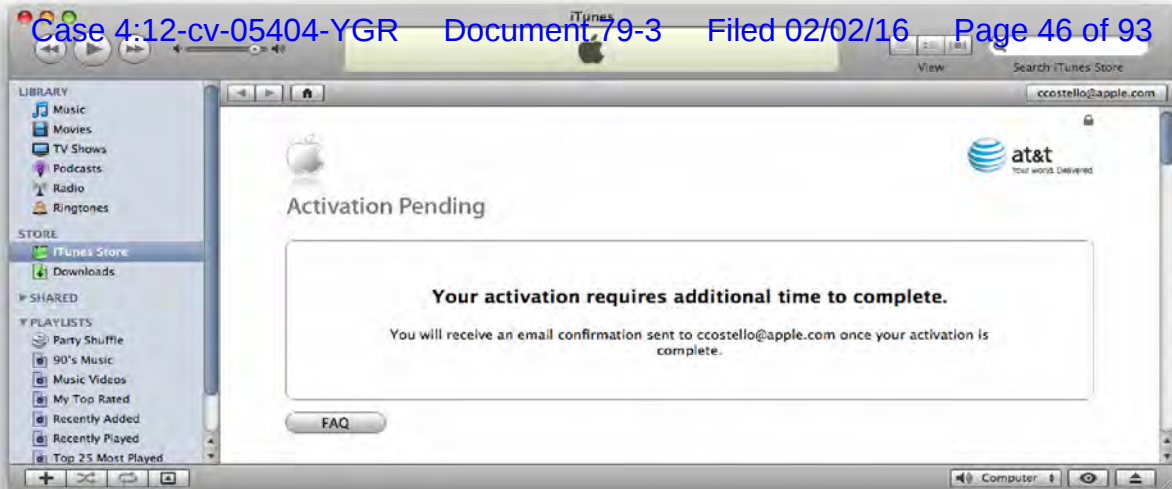 iTunes
Case 4:12-cv-05404-YGR Document 79-3 Filed 02/02/16 Page 46 of 93
View
Search iTunes Store
LIBRARY
ccostello@apple.com
Music
Movies
TV Shows
Podcasts
Radio
Ringtones
STORE
iTunes Store
Downloads
SHARED
PLAYLISTS
Party Shuffle
90's Music
Music Videos
My Top Rated
Recently Added
Recently Played
Top 25 Most Played
at&t
Your world. Delivered.
Activation Pending
Your activation requires additional time to complete.
You will receive an email confirmation sent to ccostello@apple.com once your activation is
complete.
FAQ
Computer